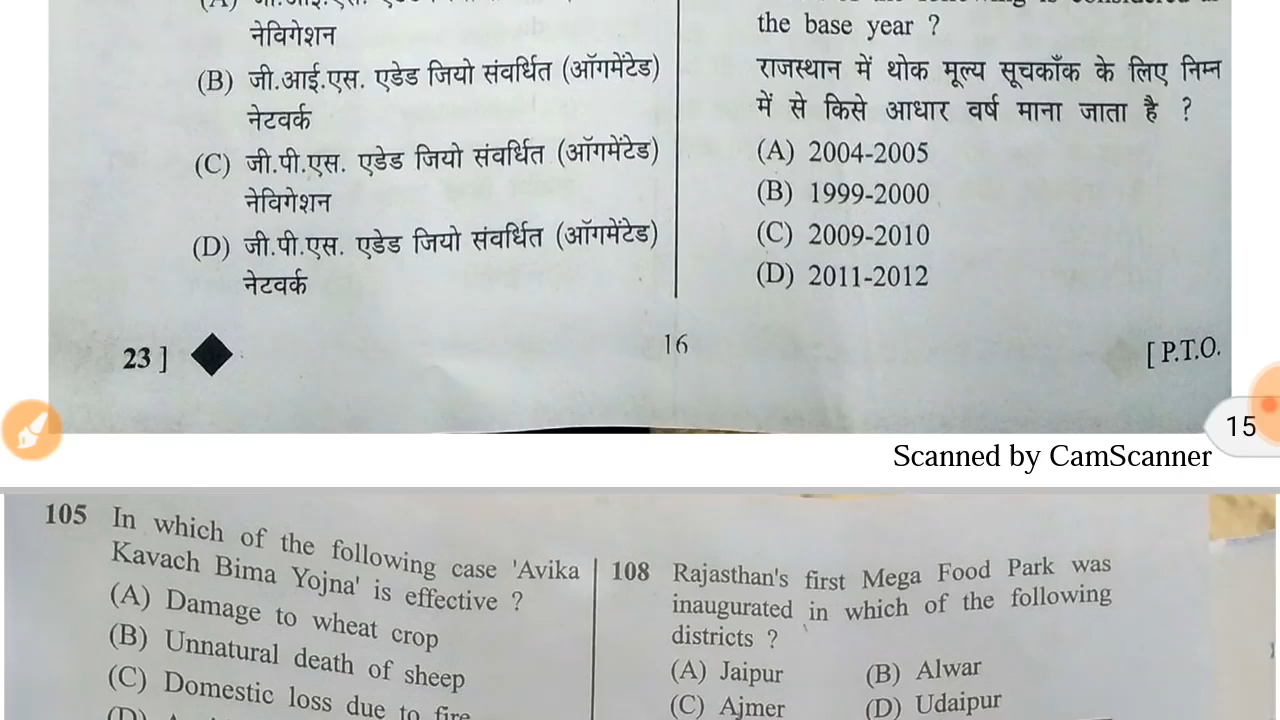 नेविगेशन
(B) जी.आई.एस. एडेड जियो संवर्धित (ऑगमेंटेड)
नेटवर्क
(C) जी.पी.एस. एडेड जियो संवर्धित (ऑगमेंटेड)
नेविगेशन
(D) जी.पी.एस. एडेड जियो संवर्धित (ऑगमेंटेड)
नेटवर्क
the base year ?
राजस्थान में थोक मूल्य सूचकाँक के लिए निम्न
में से किसे आधार वर्ष माना जाता है ?
(A) 2004-2005
(B) 1999-2000
(C) 2009-2010
(D) 2011-2012
23 ]
16
[ P.T.O.
15
Scanned by CamScanner
105 In which of the following case 'Avika
Kavach Bima Yojna' is effective ?
(A) Damage to wheat crop
(B) Unnatural death of sheep
(C) Domestic loss due to fire
108 Rajasthan's first Mega Food Park was
inaugurated in which of the following
districts ?
(A) Jaipur (B) Alwar
(C) Ajmer (D) Udaipur